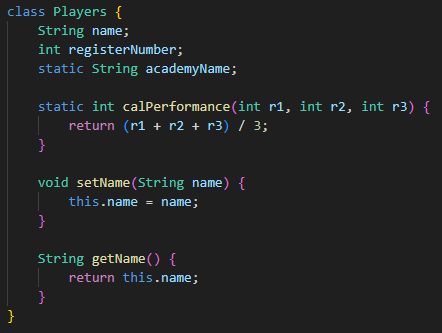 class Players {
    String name;
    int registerNumber;
    static String academyName;

    static int calPerformance(int r1, int r2, int r3) {
        return (r1 + r2 + r3) / 3;
    }

    void setName(String name) {
        this.name = name;
    }

    String getName() {
        return this.name;
    }
}